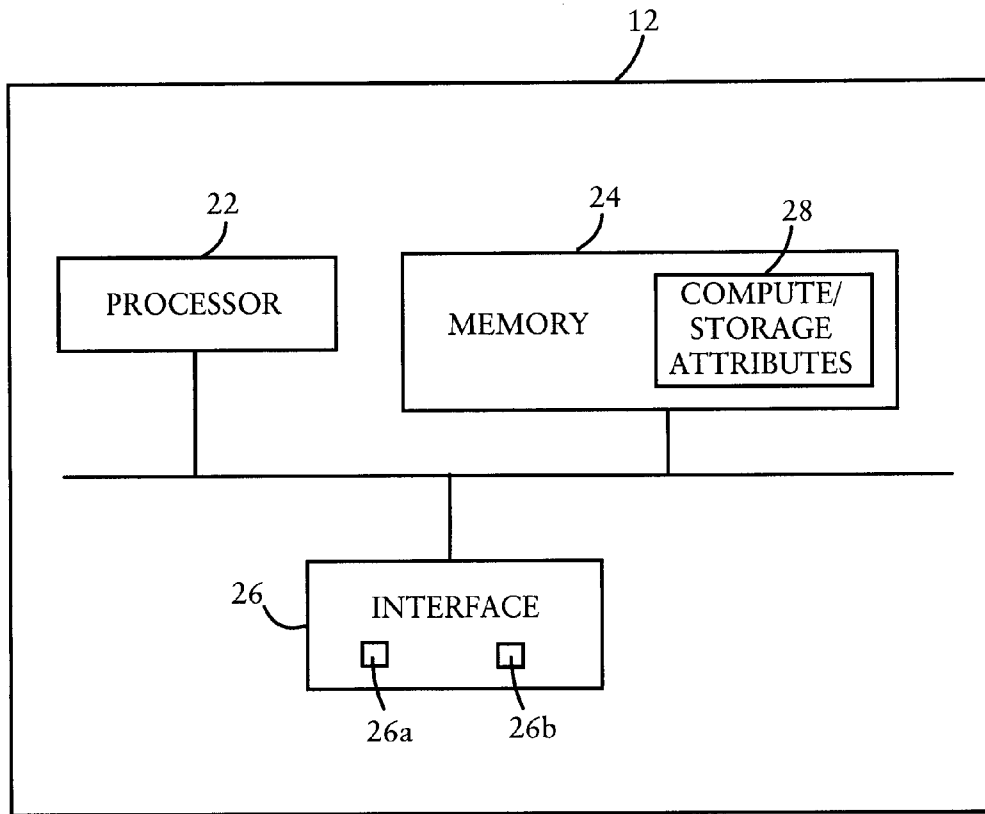 12
22
24
28
PROCESSOR
MEMORY
COMPUTE/
STORAGE
ATTRIBUTES
26
INTERFACE
26a
26b